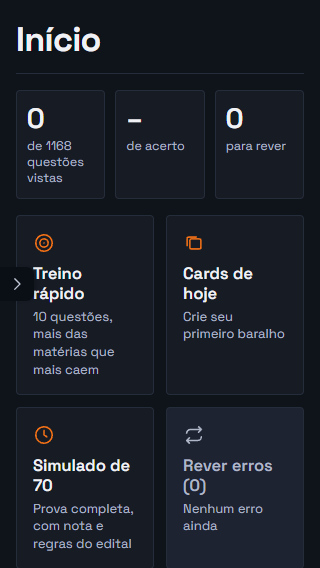 Início
0
de 1168
questões
vistas
–
de acerto
0
para rever
Treino
rápido
10 questões,
mais das
matérias que
mais caem
Cards de
hoje
Crie seu
primeiro baralho
Simulado de
70
Prova completa,
com nota e
regras do edital
Rever erros
(0)
Nenhum erro
ainda